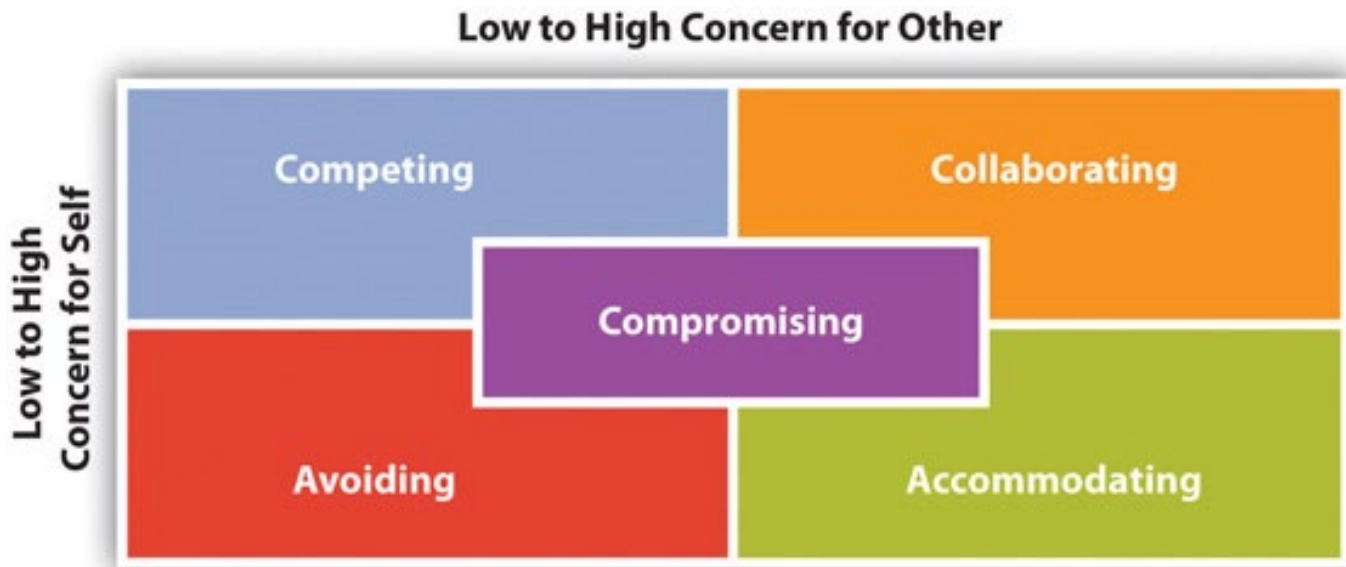 Low to High Concern for Other
Low to High
Concern for Self
Competing
Collaborating
Compromising
Avoiding
Accommodating